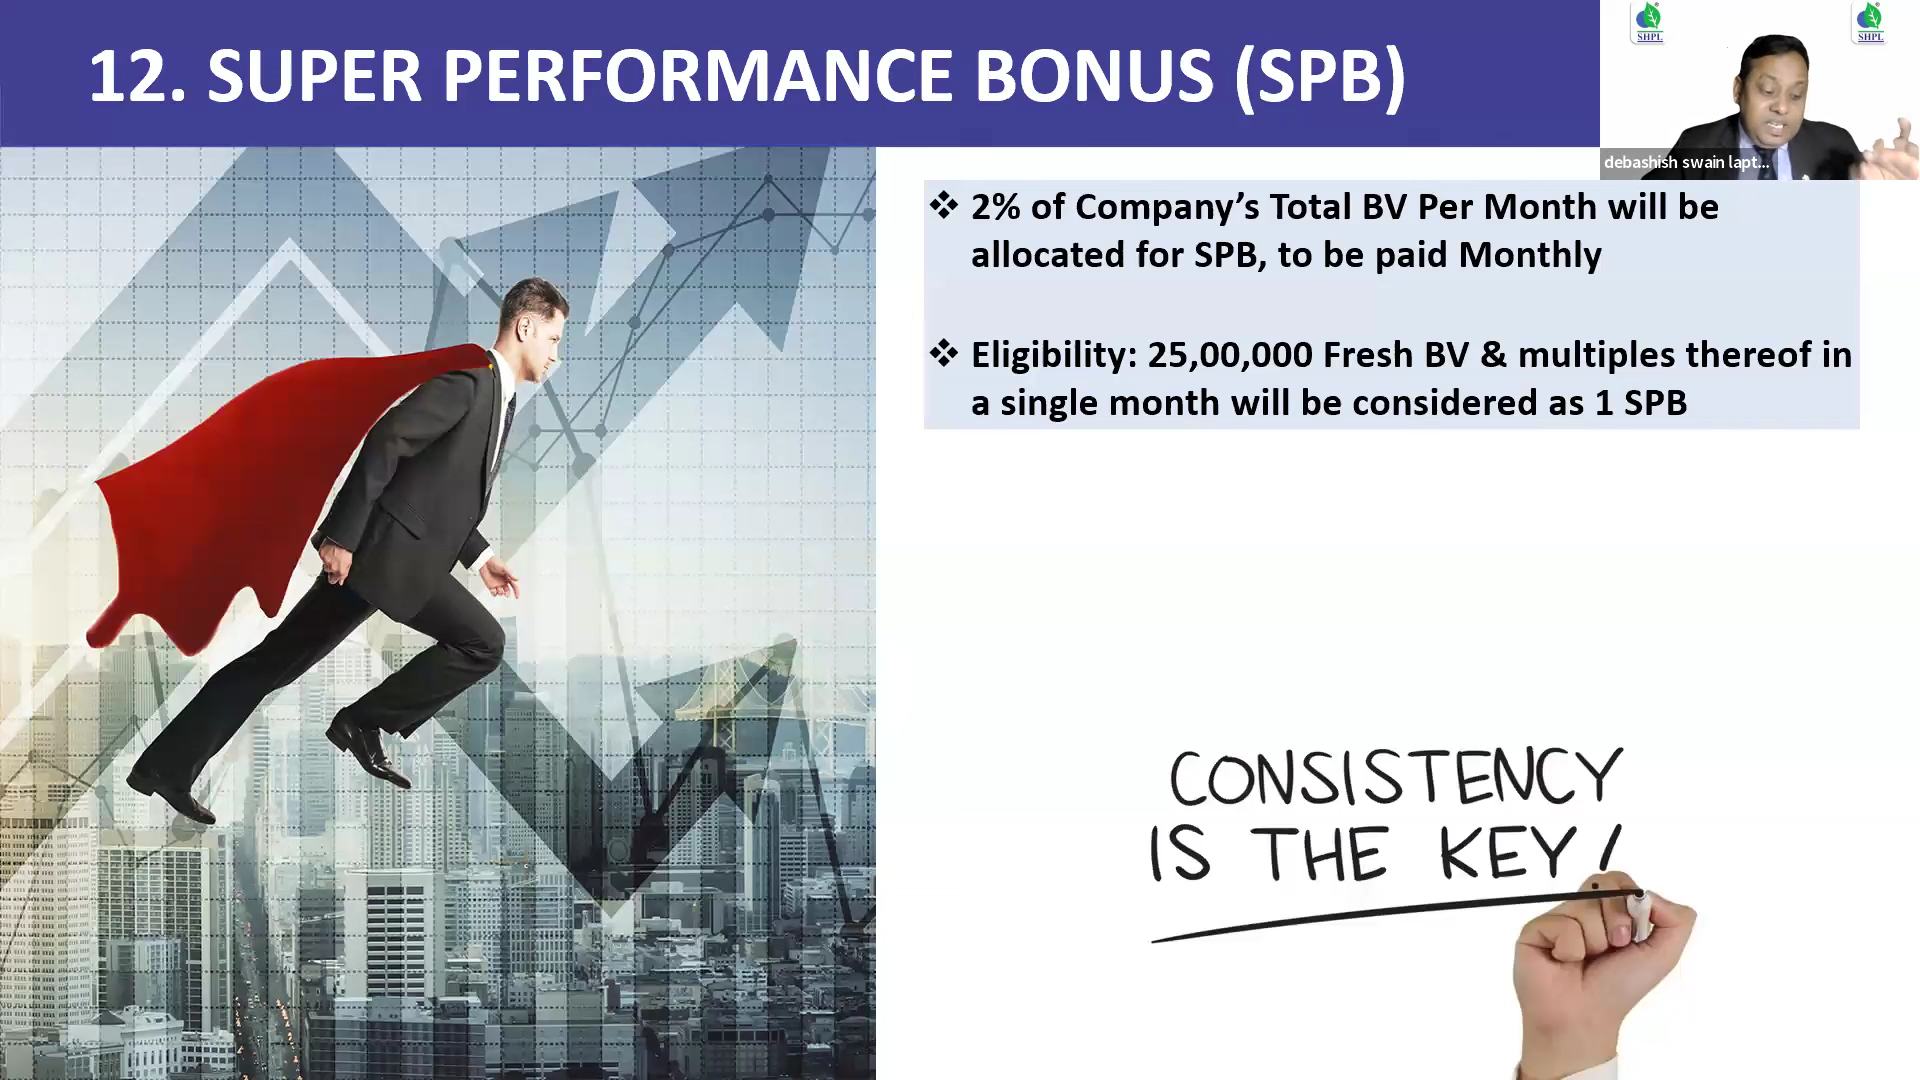 12. SUPER PERFORMANCE BONUS (SPB)
SHPL
SHPL
debashish swain lapt...
❖ 2% of Company’s Total BV Per Month will be
allocated for SPB, to be paid Monthly
❖ Eligibility: 25,00,000 Fresh BV & multiples thereof in
a single month will be considered as 1 SPB
CONSISTENCY
IS THE KEY!